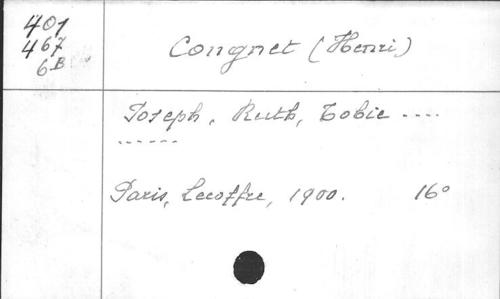 401
467
6B
Congnet (Henri)
Joseph, Ruth, Tobie ....
......
Paris, Lecoffre, 1900. 16°